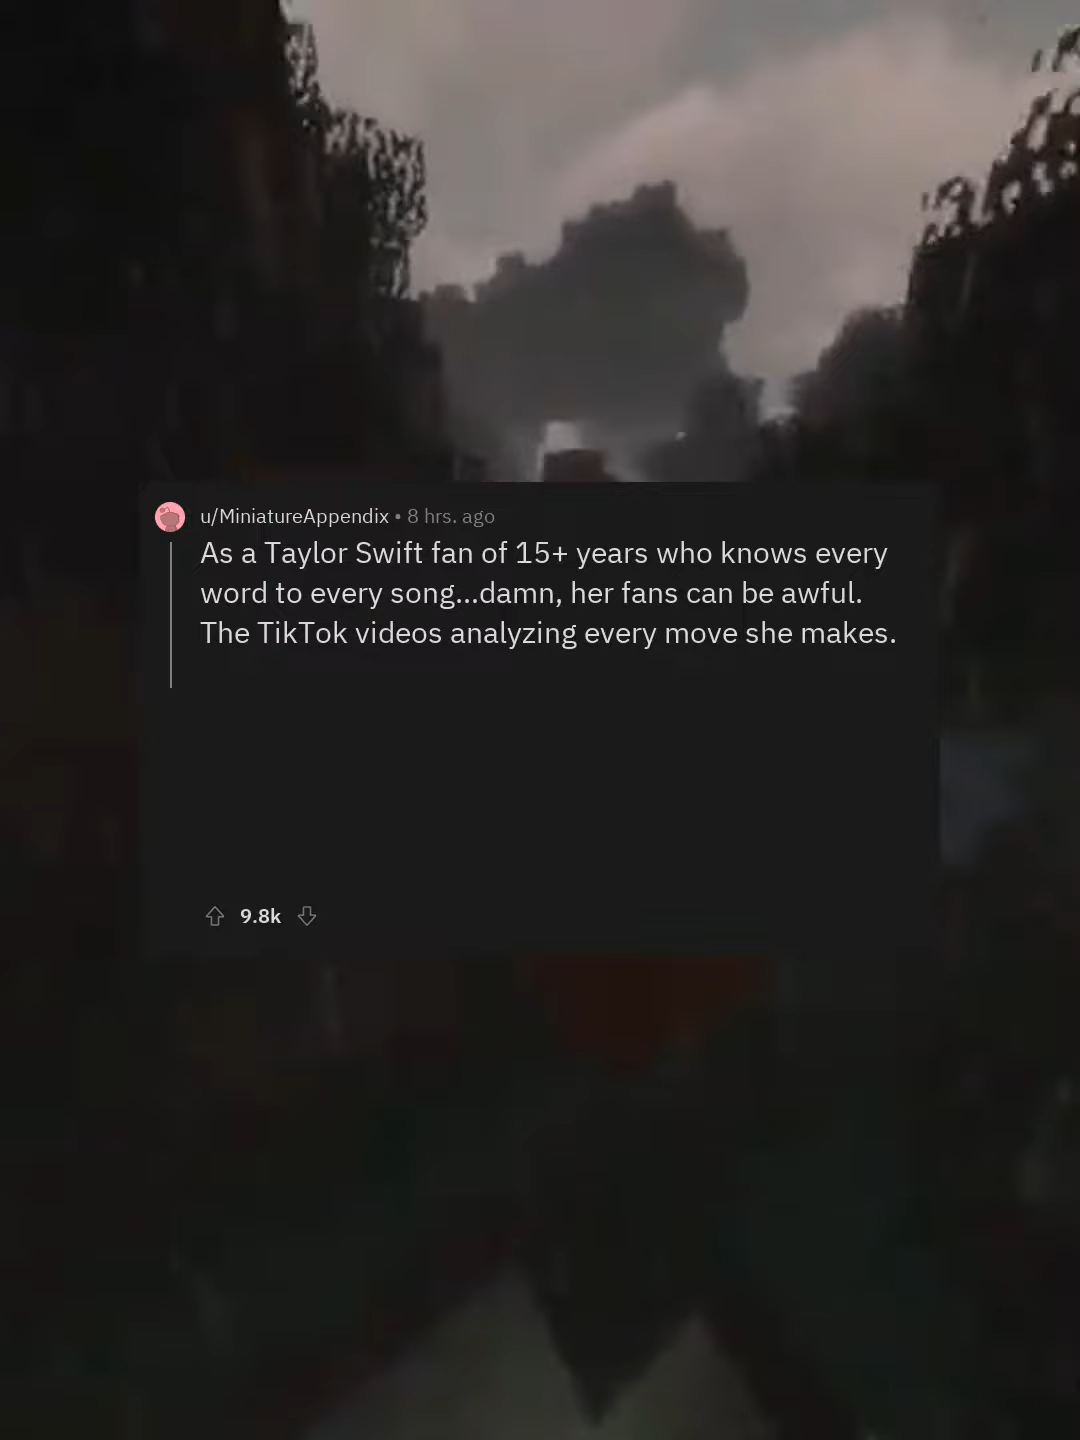 u/MiniatureAppendix • 8 hrs. ago
As a Taylor Swift fan of 15+ years who knows every
word to every song...damn, her fans can be awful.
The TikTok videos analyzing every move she makes.
9.8k